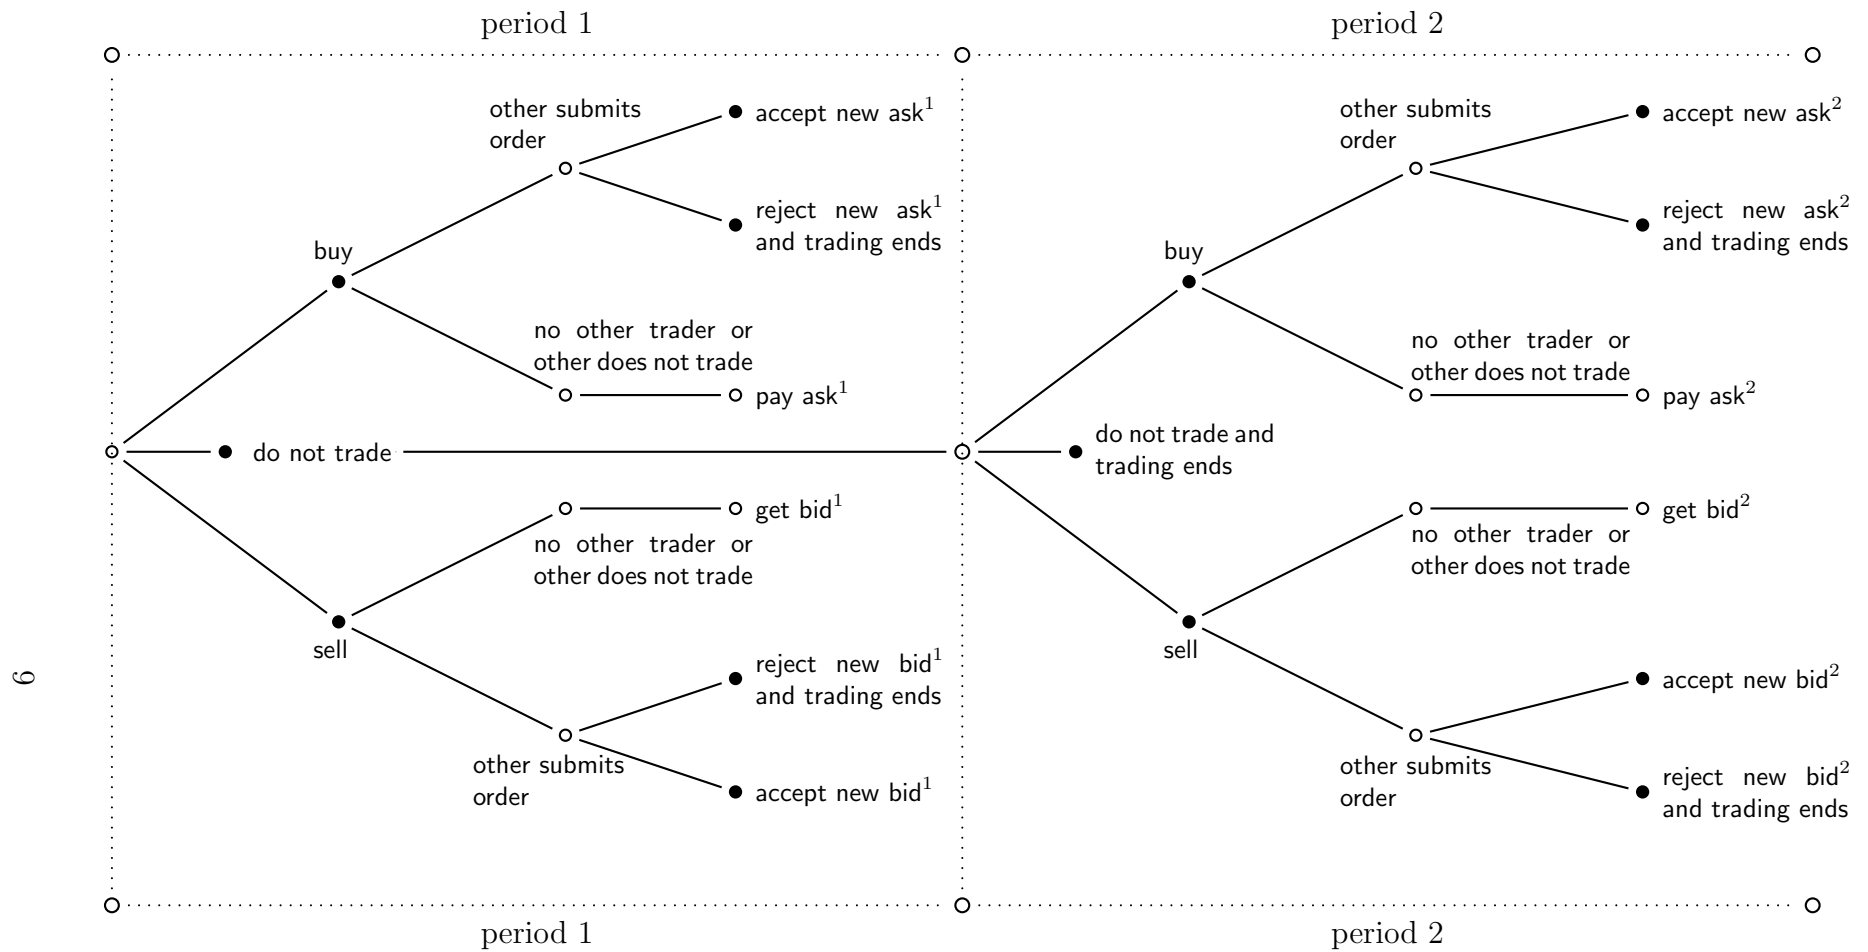 period 1
period 2
other submits
order
accept new ask¹
reject new ask¹
and trading ends
buy
no other trader or
other does not trade
pay ask¹
do not trade
get bid¹
no other trader or
other does not trade
sell
reject new bid¹
and trading ends
other submits
order
accept new bid¹
other submits
order
accept new ask²
reject new ask²
and trading ends
buy
no other trader or
other does not trade
pay ask²
do not trade and
trading ends
get bid²
no other trader or
other does not trade
sell
accept new bid²
other submits
order
reject new bid²
and trading ends
period 1
period 2
9